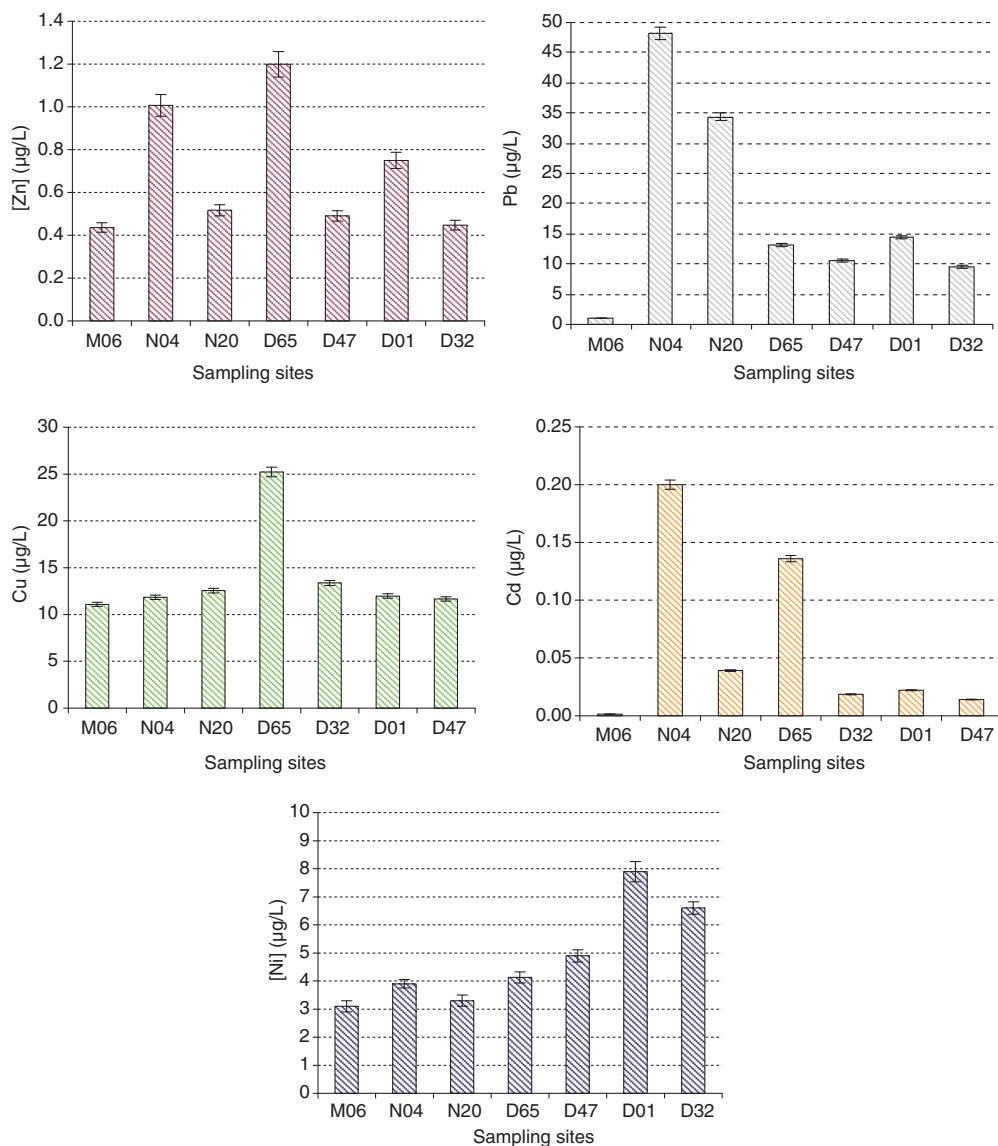 [Zn] (µg/L)
1.4
1.2
1.0
0.8
0.6
0.4
0.2
0.0
M06 N04 N20 D65 D47 D01 D32
Sampling sites
Pb (µg/L)
50
45
40
35
30
25
20
15
10
5
0
M06 N04 N20 D65 D47 D01 D32
Sampling sites
Cu (µg/L)
30
25
20
15
10
5
0
M06 N04 N20 D65 D32 D01 D47
Sampling sites
Cd (µg/L)
0.25
0.20
0.15
0.10
0.05
0.00
M06 N04 N20 D65 D32 D01 D47
Sampling sites
[Ni] (µg/L)
10
9
8
7
6
5
4
3
2
1
0
M06 N04 N20 D65 D47 D01 D32
Sampling sites